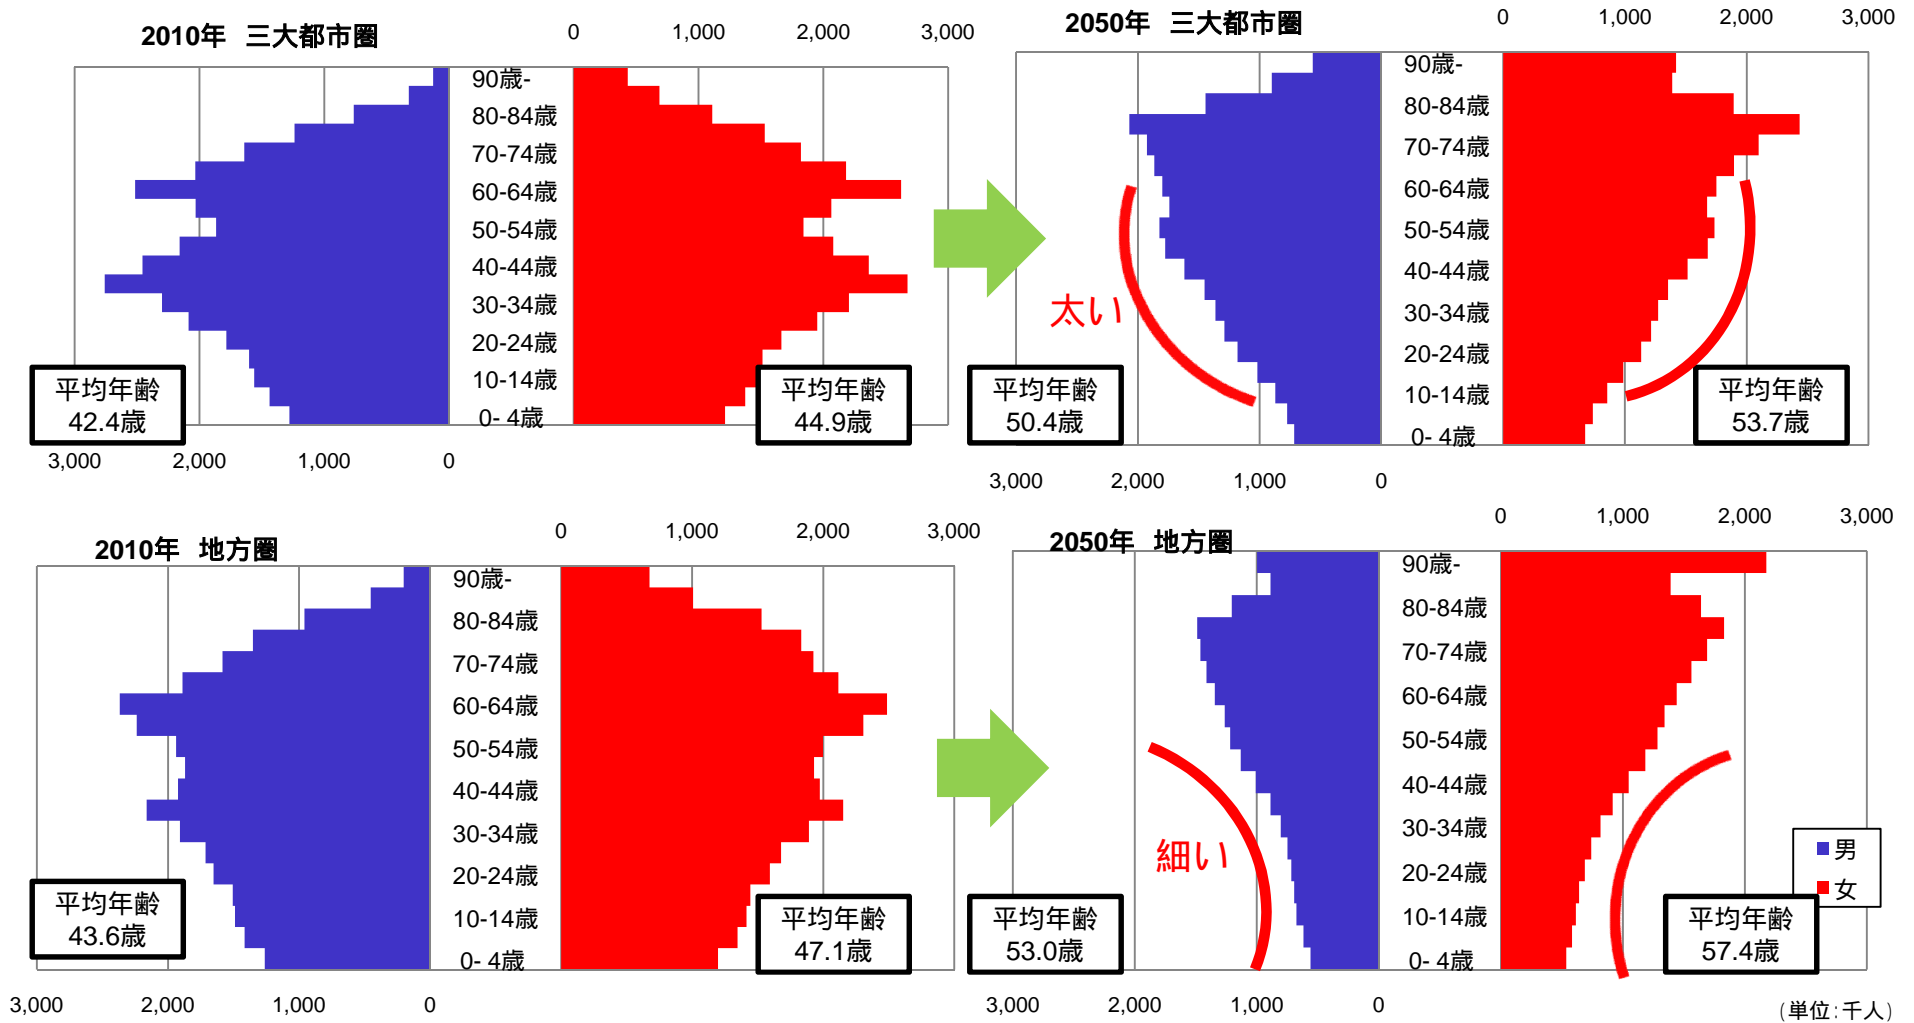 2010年 三大都市圏
0 1,000 2,000 3,000
90歳-
80-84歳
70-74歳
60-64歳
50-54歳
40-44歳
30-34歳
20-24歳
10-14歳
0- 4歳
平均年齢
42.4歳
平均年齢
44.9歳
3,000 2,000 1,000 0
2050年 三大都市圏
0 1,000 2,000 3,000
90歳-
80-84歳
70-74歳
60-64歳
50-54歳
40-44歳
30-34歳
20-24歳
10-14歳
0- 4歳
太い
平均年齢
50.4歳
平均年齢
53.7歳
3,000 2,000 1,000 0
2010年 地方圏
0 1,000 2,000 3,000
90歳-
80-84歳
70-74歳
60-64歳
50-54歳
40-44歳
30-34歳
20-24歳
10-14歳
0- 4歳
平均年齢
43.6歳
平均年齢
47.1歳
3,000 2,000 1,000 0
2050年 地方圏
0 1,000 2,000 3,000
90歳-
80-84歳
70-74歳
60-64歳
50-54歳
40-44歳
30-34歳
20-24歳
10-14歳
0- 4歳
細い
男
女
平均年齢
53.0歳
平均年齢
57.4歳
3,000 2,000 1,000 0
(単位:千人)